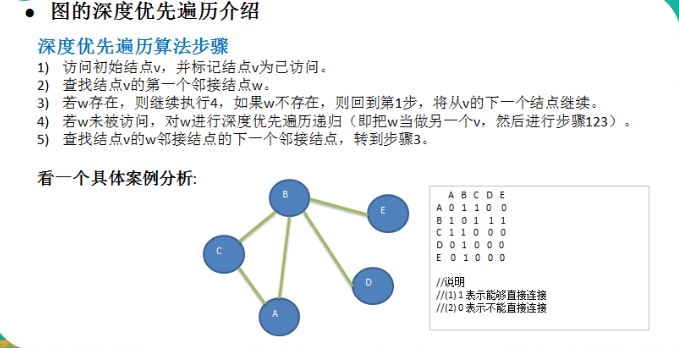 • 图的深度优先遍历介绍
深度优先遍历算法步骤
1) 访问初始结点v，并标记结点v为已访问。
2) 查找结点v的第一个邻接结点w。
3) 若w存在，则继续执行4，如果w不存在，则回到第1步，将从v的下一个结点继续。
4) 若w未被访问，对w进行深度优先遍历递归（即把w当做另一个v，然后进行步骤123）。
5) 查找结点v的w邻接结点的下一个邻接结点，转到步骤3。
看一个具体案例分析:
B
E
C
D
A
A B C D E
A 0 1 1 0 0
B 1 0 1 1 1
C 1 1 0 0 0
D 0 1 0 0 0
E 0 1 0 0 0
//说明
//(1) 1 表示能够直接连接
//(2) 0 表示不能直接连接